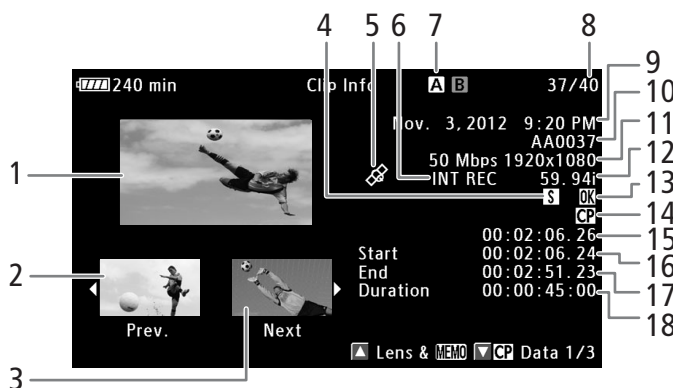 4 5 6 7 8
240 min Clip Info A B 37/40
9
Nov. 3, 2012 9:20 PM
10
AA0037
11
50 Mbps 1920x1080
12
INT REC 59.94i
13
S OK
14
CP
15
00:02:06.26
Start 00:02:06.24
16
End 00:02:51.23
17
Duration 00:00:45:00
18
1
2
Prev. Next
3
Lens & MEMO CP Data 1/3